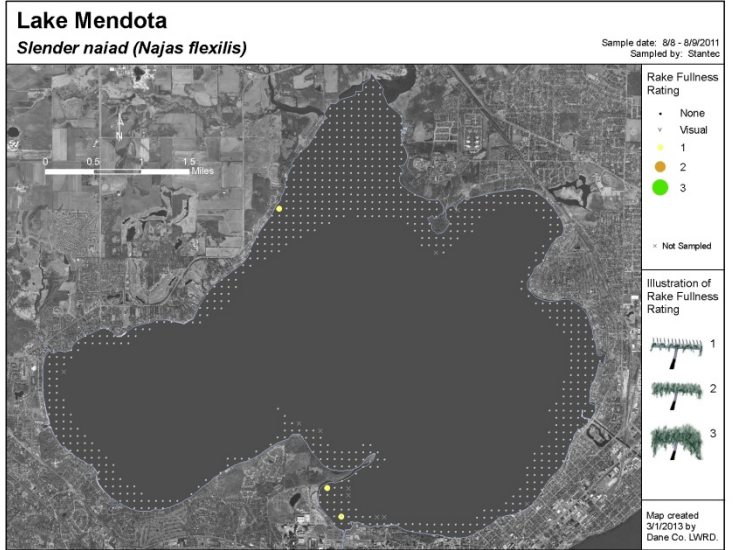 Lake Mendota
Slender naiad (Najas flexilis)
Sample date: 8/8 - 8/9/2011
Sampled by: Stantec
N
0 0.5 1 1.5
Miles
Rake Fullness
Rating
None
Visual
1
2
3
× Not Sampled
Illustration of
Rake Fullness
Rating
1
2
3
Map created
3/1/2013 by
Dane Co. LWRD.